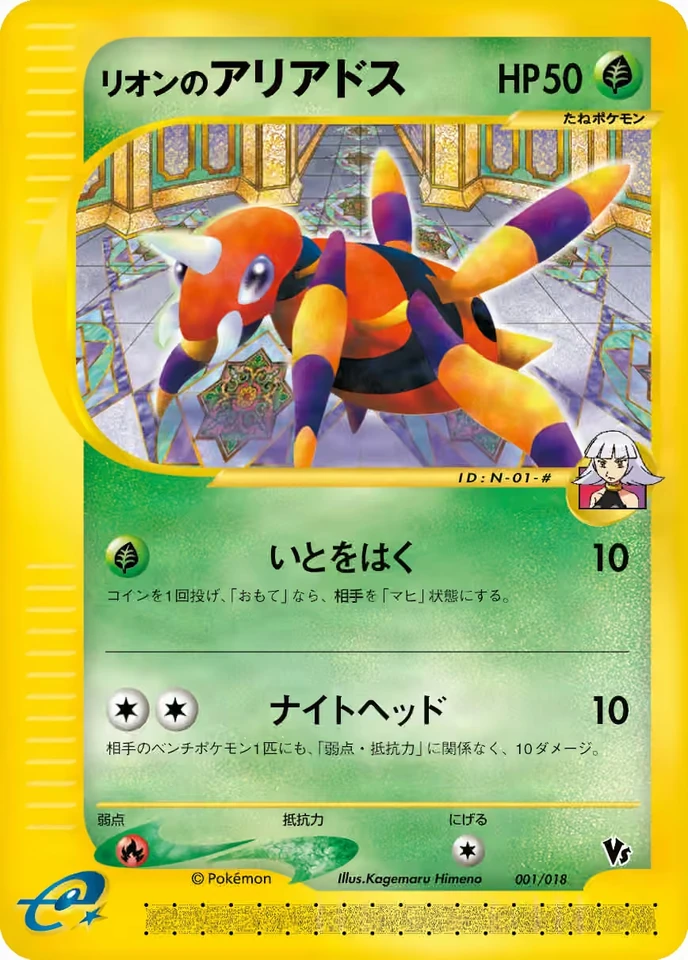 リオンのアリアドス HP50
たねポケモン
ID:N-01-#
いとをはく 10
コインを1回投げ、「おもて」なら、相手を「マヒ」状態にする。
ナイトヘッド 10
相手のベンチポケモン1匹にも、「弱点・抵抗力」に関係なく、10ダメージ。
弱点 抵抗力 にげる
VS
© Pokémon Illus.Kagemaru Himeno 001/018
e